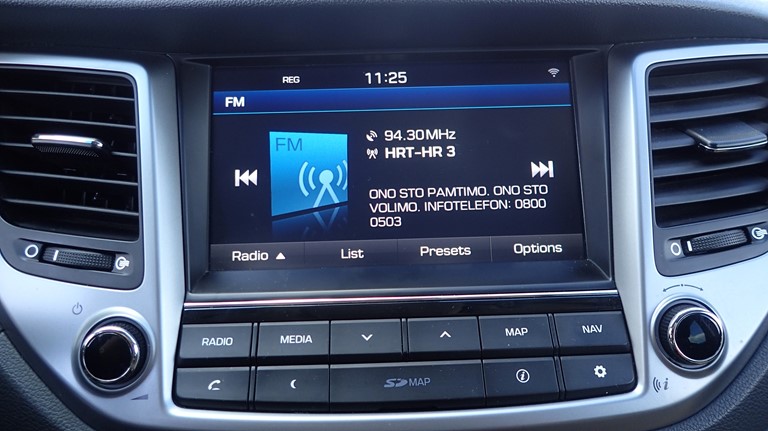 REG 11:25
FM
FM
94.30MHz
HRT-HR 3
ONO STO PAMTIMO. ONO STO
VOLIMO. INFOTELEFON: 0800
0503
Radio ▲ List Presets Options
RADIO MEDIA MAP NAV
SD MAP i
i